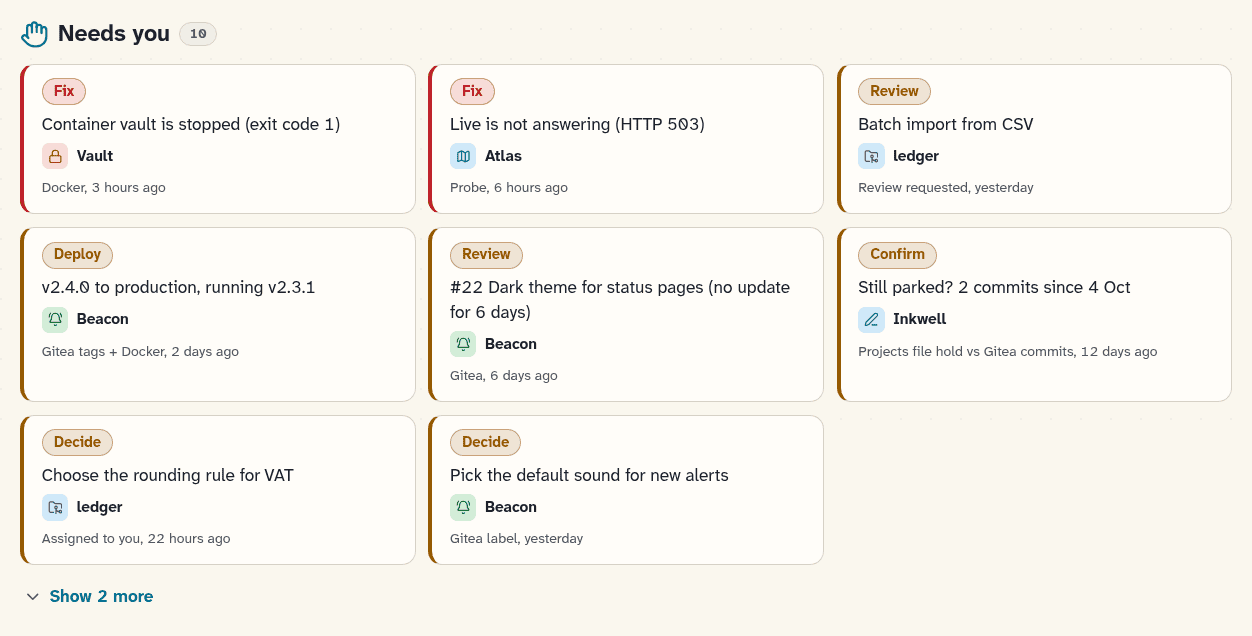 Needs you 10
Fix
Container vault is stopped (exit code 1)
Vault
Docker, 3 hours ago
Fix
Live is not answering (HTTP 503)
Atlas
Probe, 6 hours ago
Review
Batch import from CSV
ledger
Review requested, yesterday
Deploy
v2.4.0 to production, running v2.3.1
Beacon
Gitea tags + Docker, 2 days ago
Review
#22 Dark theme for status pages (no update
for 6 days)
Beacon
Gitea, 6 days ago
Confirm
Still parked? 2 commits since 4 Oct
Inkwell
Projects file hold vs Gitea commits, 12 days ago
Decide
Choose the rounding rule for VAT
ledger
Assigned to you, 22 hours ago
Decide
Pick the default sound for new alerts
Beacon
Gitea label, yesterday
Show 2 more